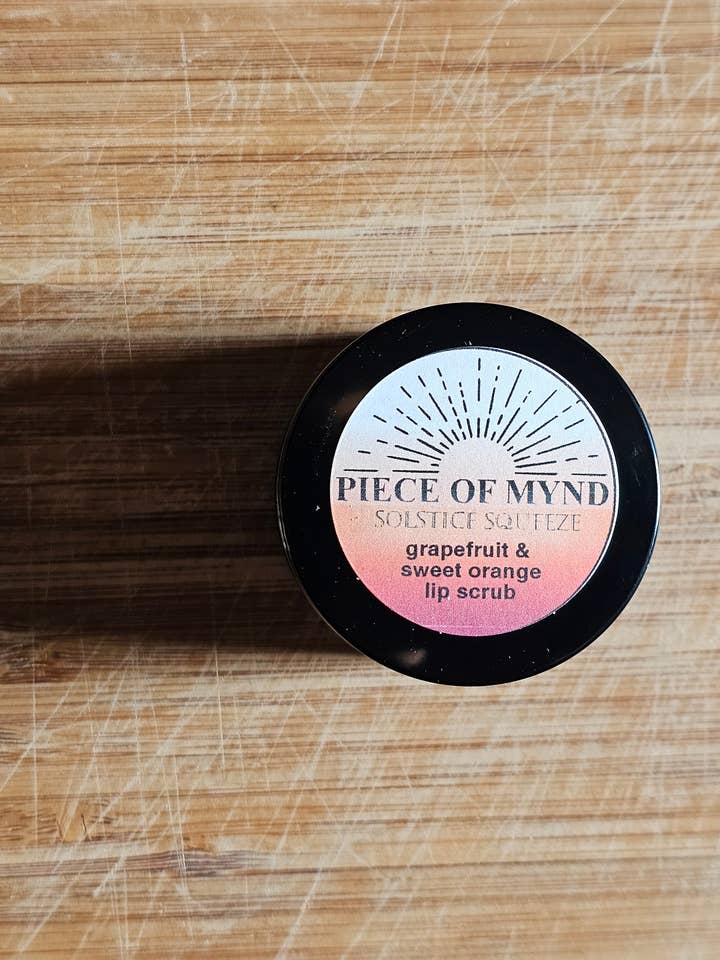 PIECE OF MYND
SOLSTICE SQUEEZE
grapefruit &
sweet orange
lip scrub